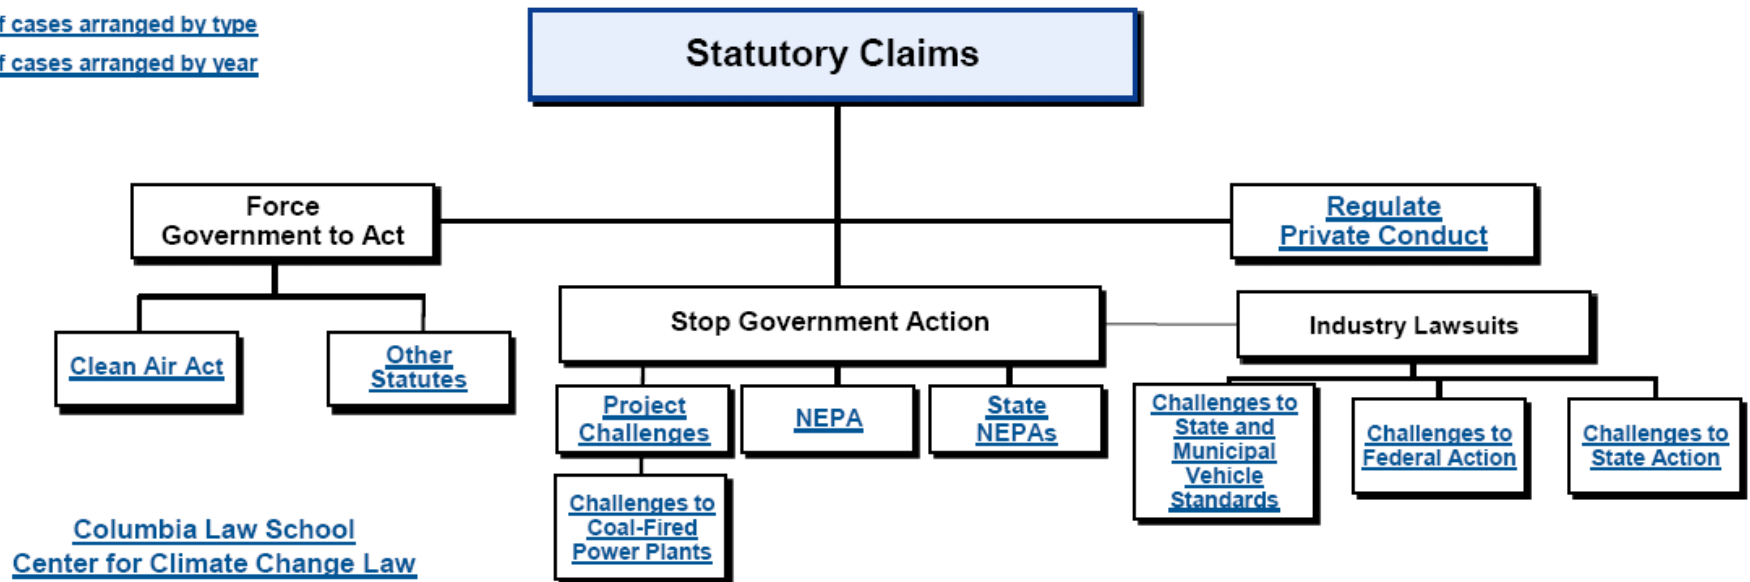 f cases arranged by type
f cases arranged by year
Statutory Claims
Force
Government to Act
Regulate
Private Conduct
Stop Government Action
Industry Lawsuits
Clean Air Act
Other
Statutes
Project
Challenges
NEPA
State
NEPAs
Challenges to
State and
Municipal
Vehicle
Standards
Challenges to
Federal Action
Challenges to
State Action
Challenges to
Coal-Fired
Power Plants
Columbia Law School
Center for Climate Change Law